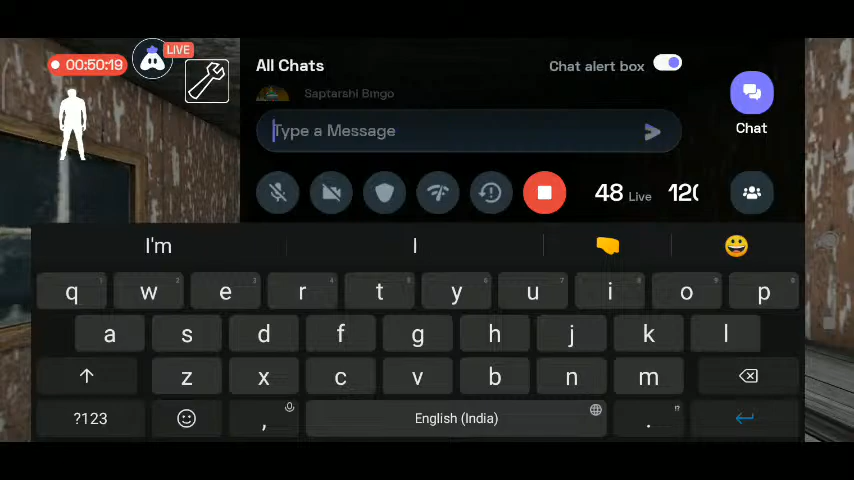 00:50:19
LIVE
All Chats
Chat alert box
Saptarshi Bmgo
Type a Message
Chat
48 Live 120
I'm
I
q w e r t y u i o p
a s d f g h j k l
z x c v b n m
?123 , English (India) .